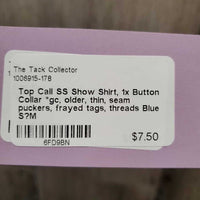 The Tack Collector
1006915-178
Top Call SS Show Shirt, 1x Button
Collar *gc, older, thin, seam
puckers, frayed tags, threads Blue
S?M
$7.50
6FD9BN